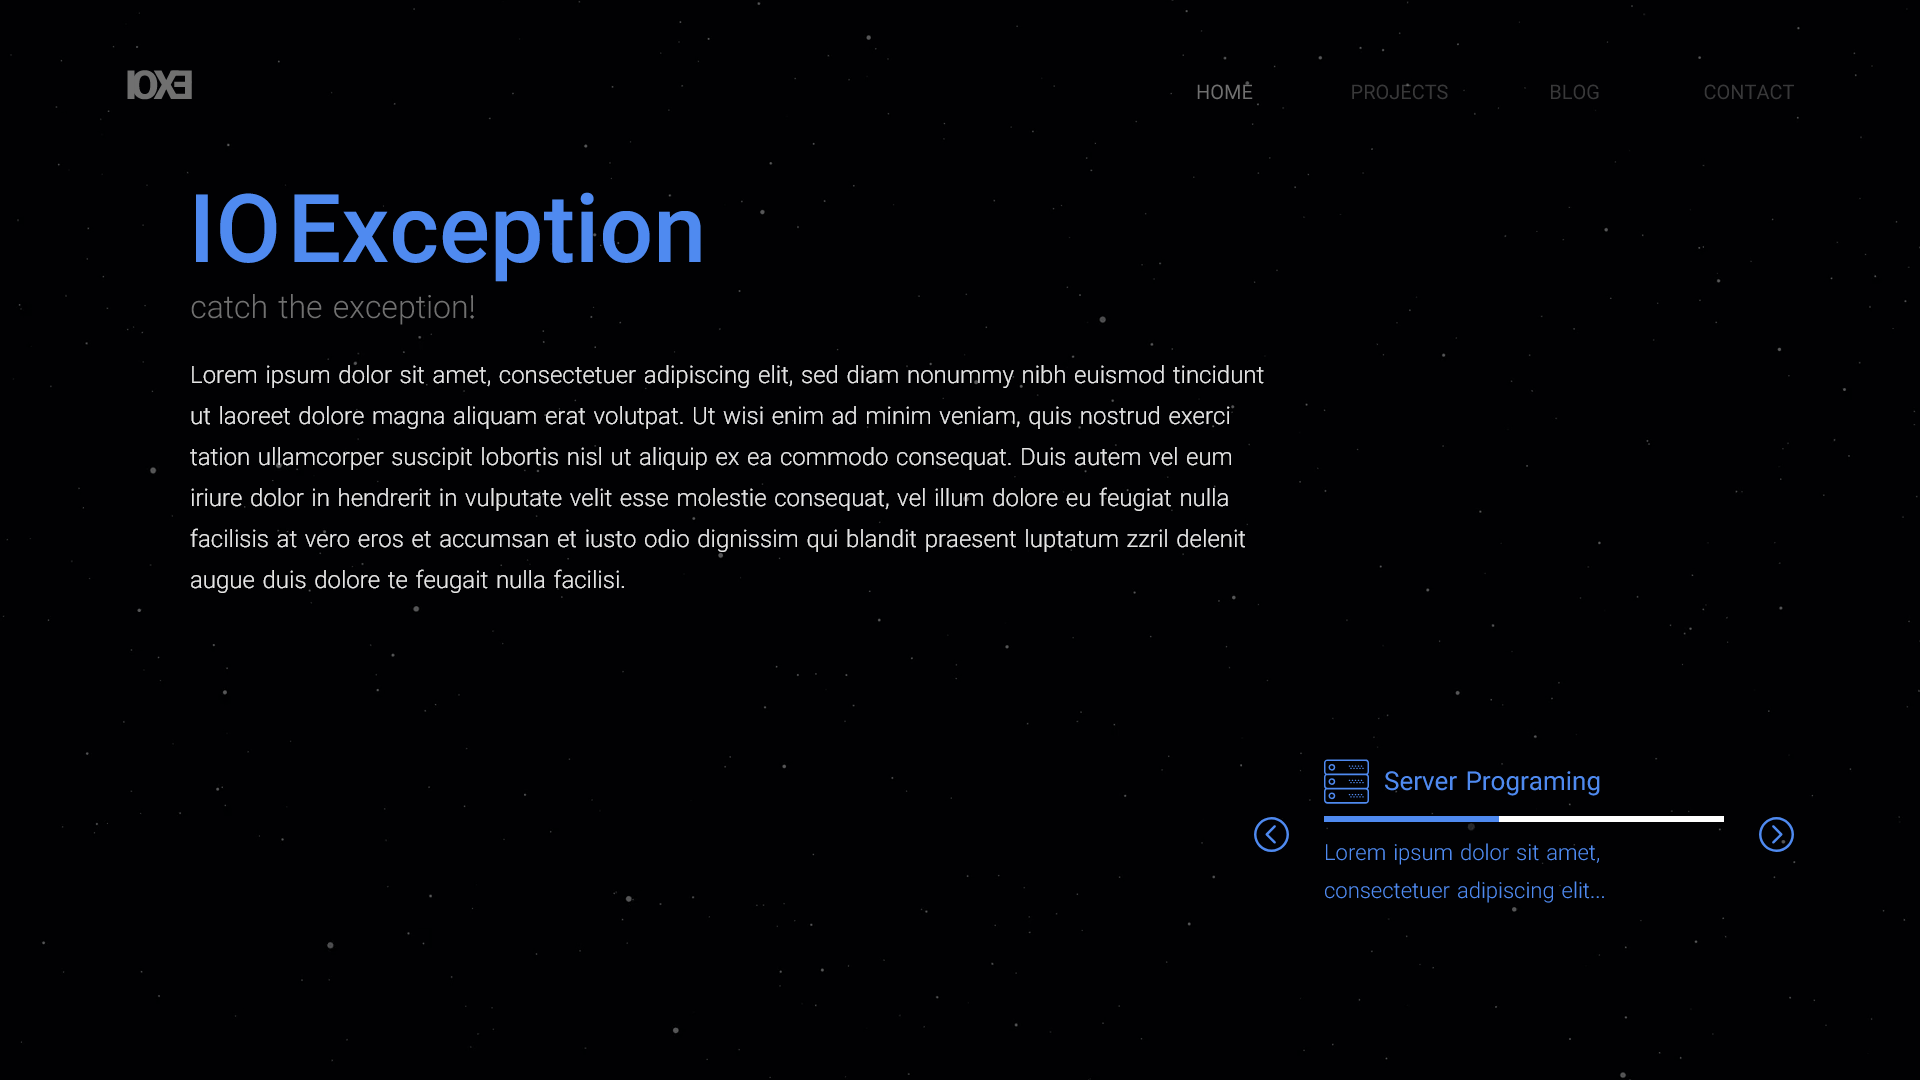 IOXE
HOME
PROJECTS
BLOG
CONTACT
IO Exception
catch the exception!
Lorem ipsum dolor sit amet, consectetuer adipiscing elit, sed diam nonummy nibh euismod tincidunt
ut laoreet dolore magna aliquam erat volutpat. Ut wisi enim ad minim veniam, quis nostrud exerci
tation ullamcorper suscipit lobortis nisl ut aliquip ex ea commodo consequat. Duis autem vel eum
iriure dolor in hendrerit in vulputate velit esse molestie consequat, vel illum dolore eu feugiat nulla
facilisis at vero eros et accumsan et iusto odio dignissim qui blandit praesent luptatum zzril delenit
augue duis dolore te feugait nulla facilisi.
Server Programing
Lorem ipsum dolor sit amet,
consectetuer adipiscing elit...